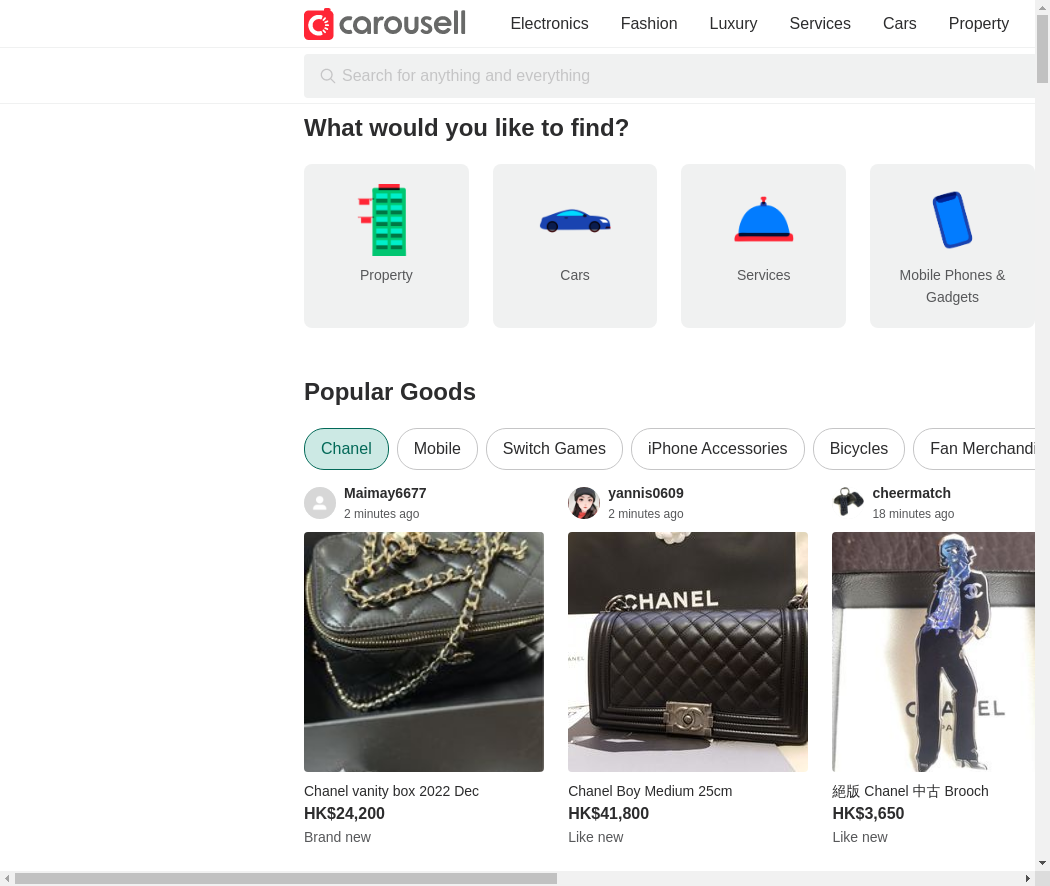 carousell
Electronics
Fashion
Luxury
Services
Cars
Property
Search for anything and everything
What would you like to find?
Property
Cars
Services
Mobile Phones &
Gadgets
Popular Goods
Chanel
Mobile
Switch Games
iPhone Accessories
Bicycles
Fan Merchandi
Maimay6677
2 minutes ago
yannis0609
2 minutes ago
cheermatch
18 minutes ago
CHANEL
ANEL
Chanel vanity box 2022 Dec
HK$24,200
Brand new
Chanel Boy Medium 25cm
HK$41,800
Like new
絕版 Chanel 中古 Brooch
HK$3,650
Like new